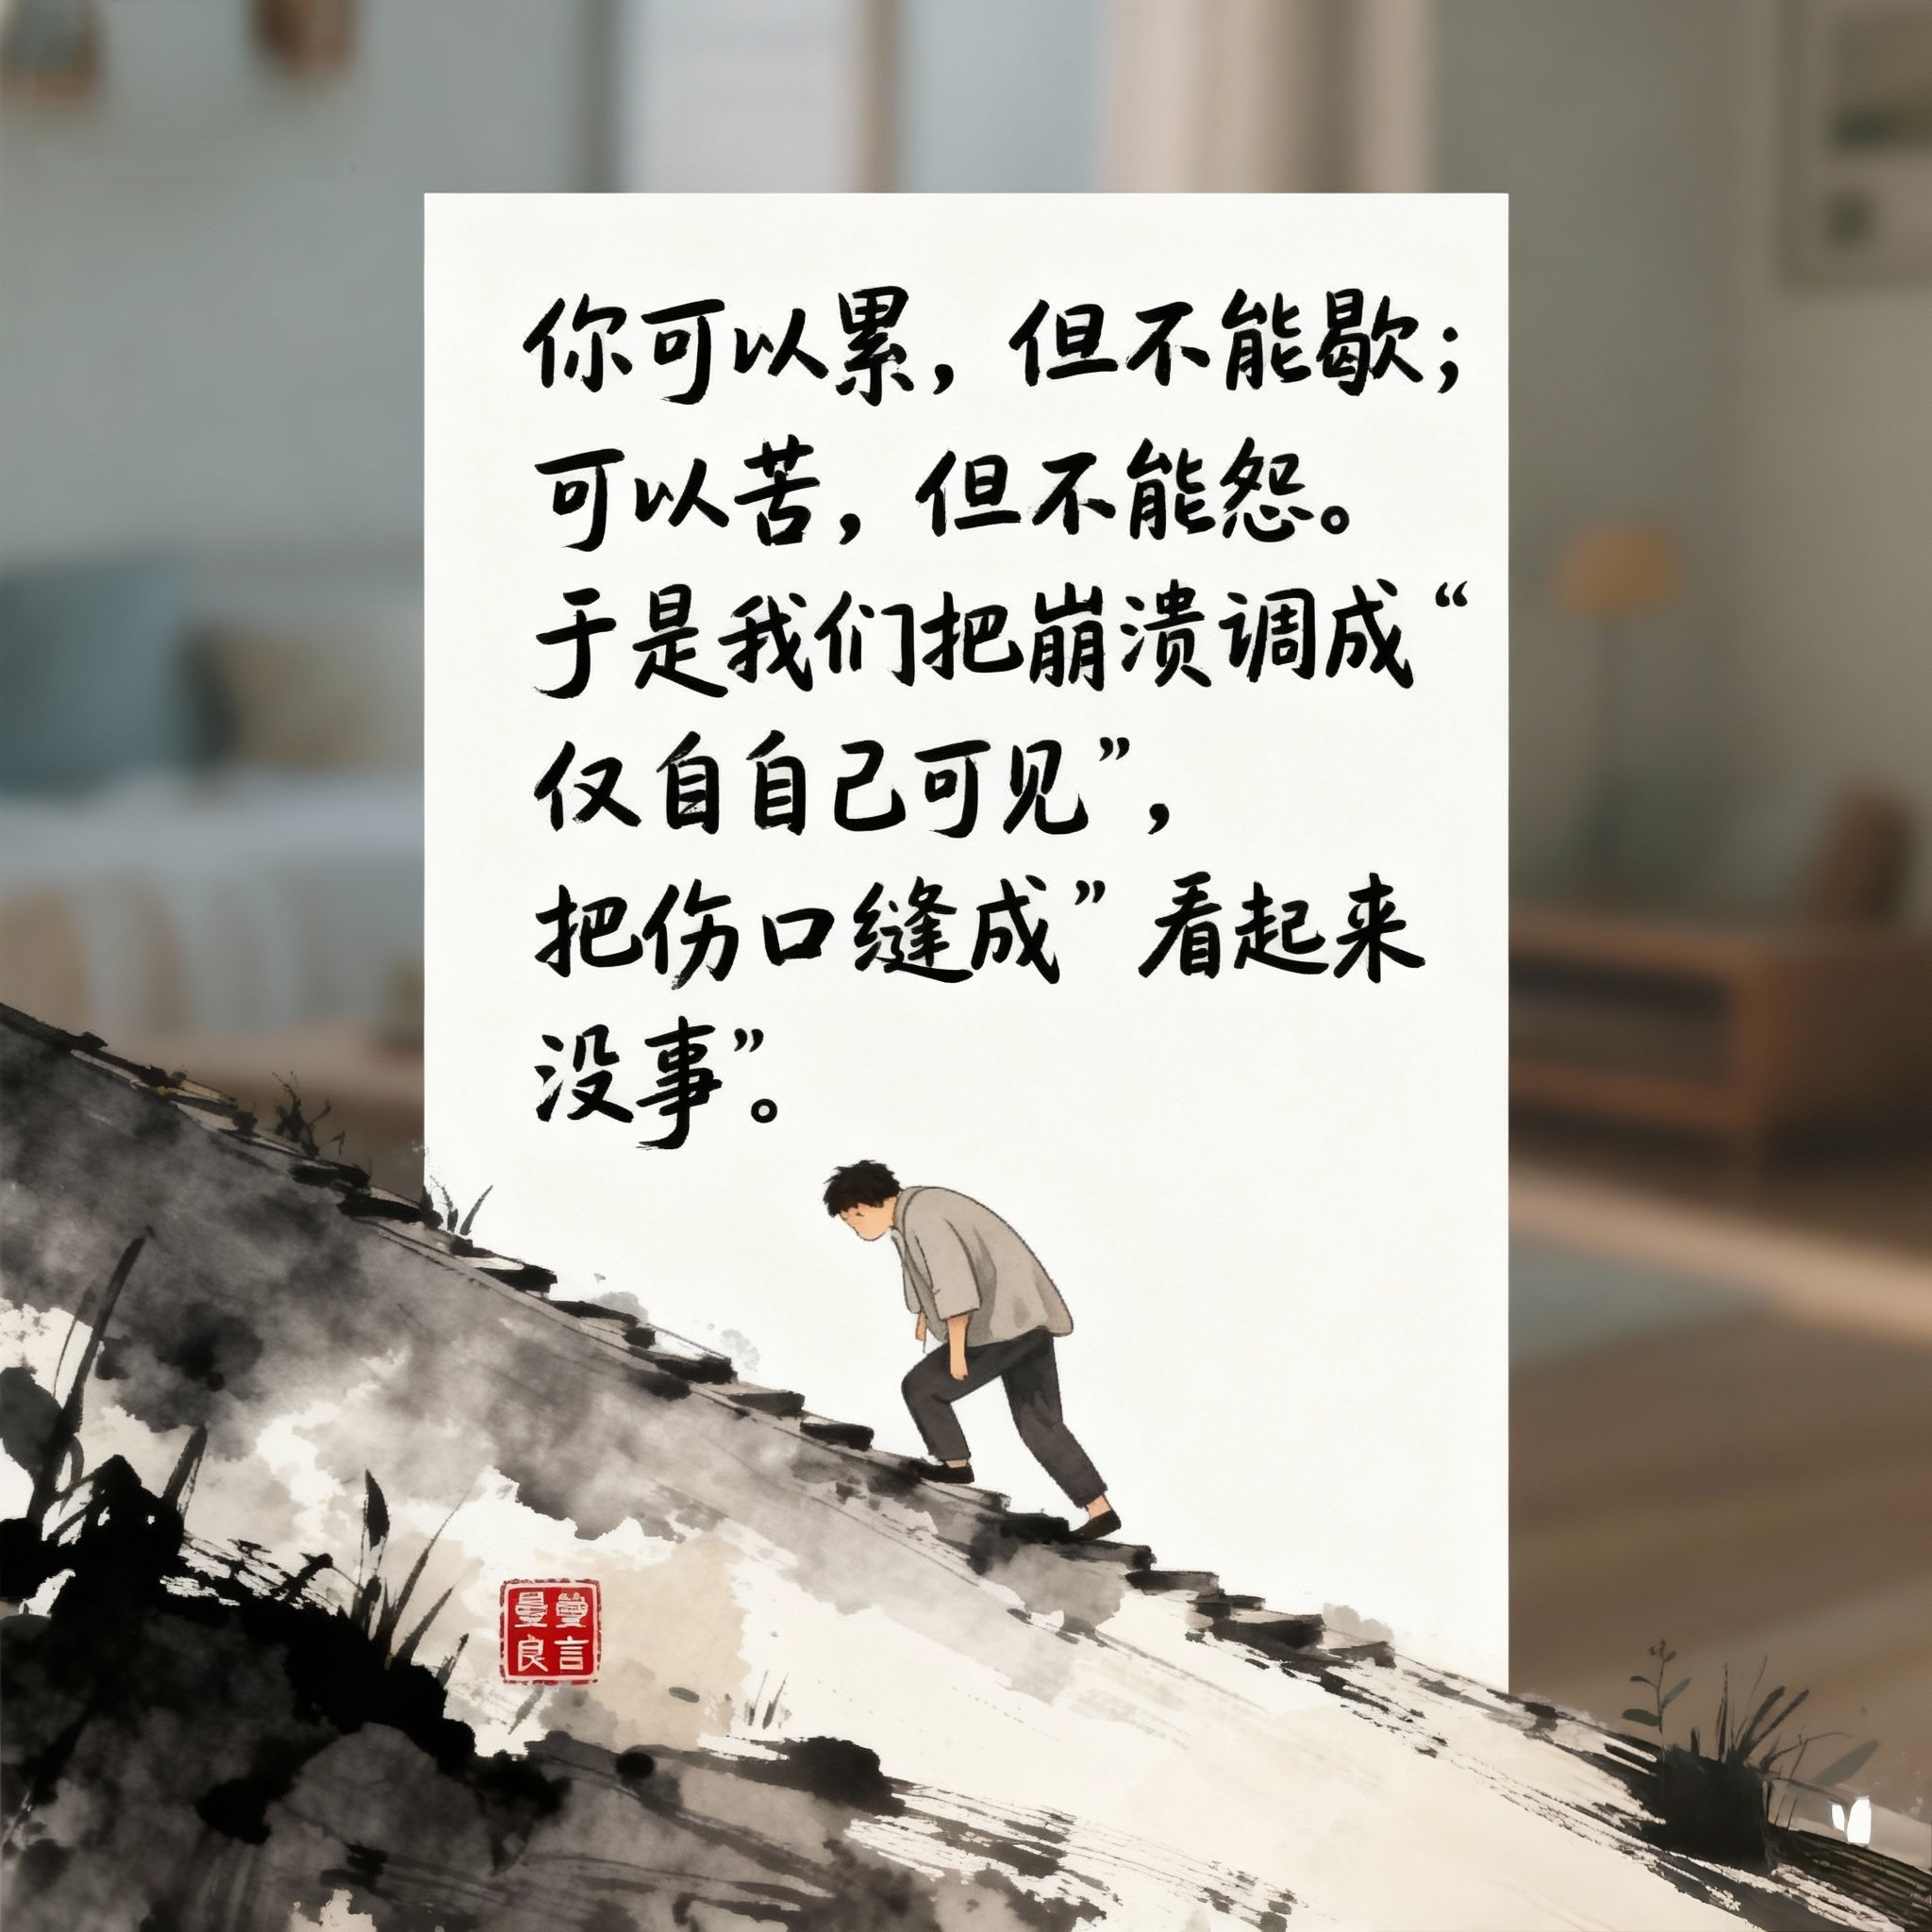 你可以累，但不能歇；
可以苦，但不能怨。
于是我们把崩溃调成“
仅自自己可见”，
把伤口缝成”看起来
没事”。
良言